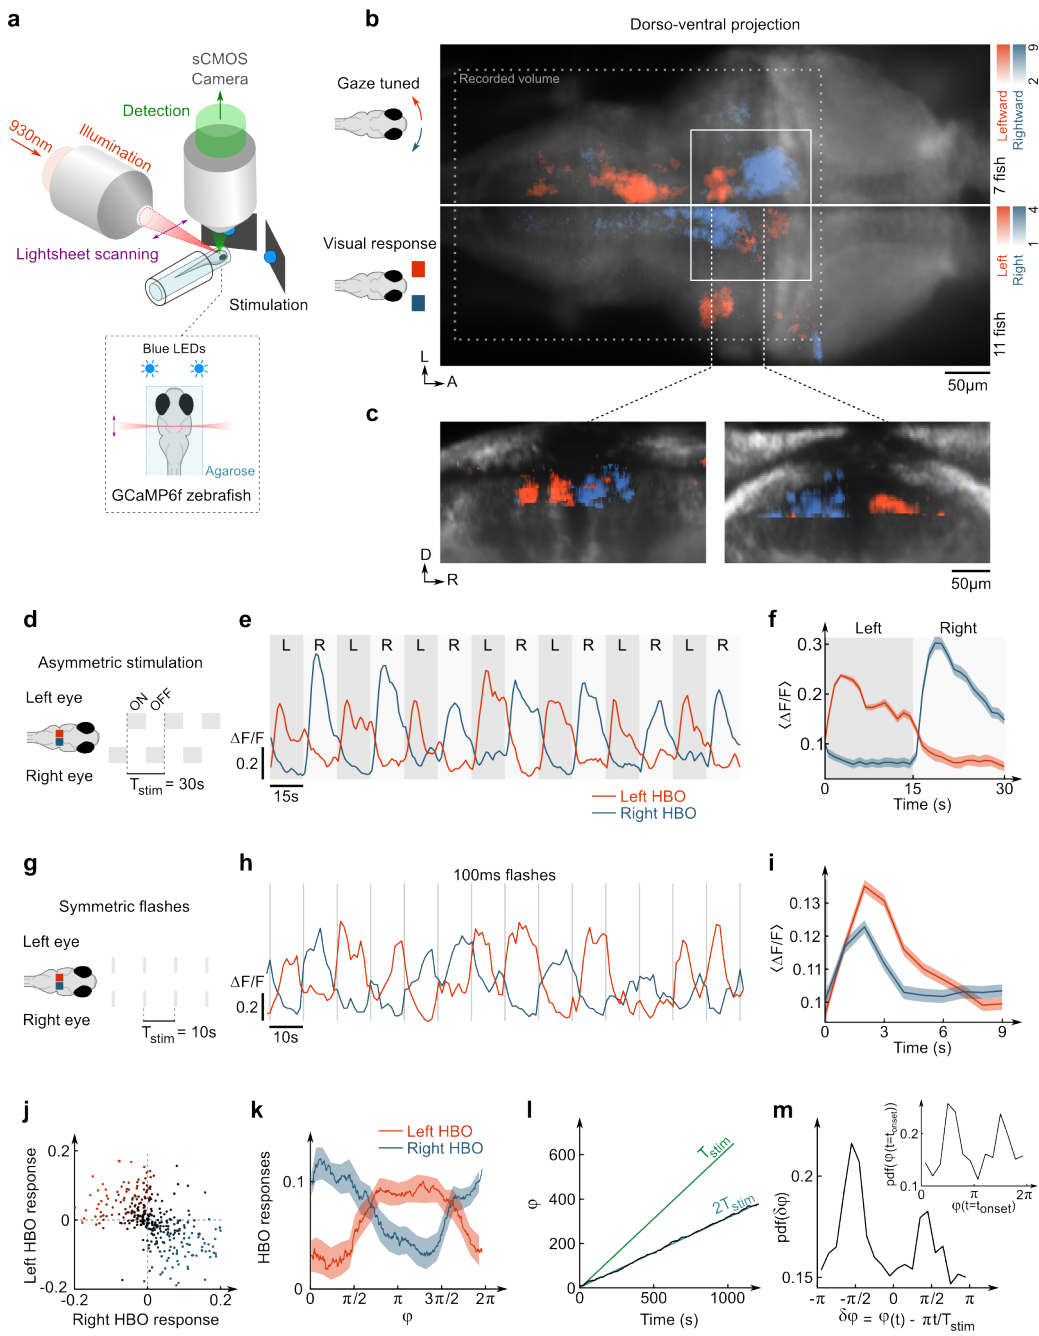 a
sCMOS
Camera
Detection
Illumination
930nm
Lightsheet scanning
Stimulation
Blue LEDs
Agarose
GCaMP6f zebrafish
b
Dorso-ventral projection
Gaze tuned
Recorded volume
Leftward
Rightward
2 9
7 fish
Visual response
Left
Right
1 4
11 fish
L
A
50µm
c
D
R
50µm
d
Asymmetric stimulation
Left eye
ON OFF
Right eye
Tstim = 30s
e
L R L R L R L R L R L R L R
ΔF/F
0.2
15s
Left HBO
Right HBO
f
Left Right
0.3
0.2
0.1
⟨ΔF/F⟩
0 15 30
Time (s)
g
Symmetric flashes
Left eye
Right eye
Tstim = 10s
h
100ms flashes
ΔF/F
0.2
10s
i
0.13
0.12
0.11
0.1
⟨ΔF/F⟩
0 3 6 9
Time (s)
j
0.2
0
-0.2
Left HBO response
-0.2 0 0.2
Right HBO response
k
Left HBO
Right HBO
0.1
0
HBO responses
0 π/2 π 3π/2 2π
φ
l
600
400
200
0
φ
Tstim
2Tstim
0 500 1000
Time (s)
m
0.2
0.15
pdf(δφ)
-π -π/2 0 π/2 π
δφ = φ(t) - πt/Tstim
pdf(φ(t=tonset))
0.2
0.1
0 π 2π
φ(t=tonset)